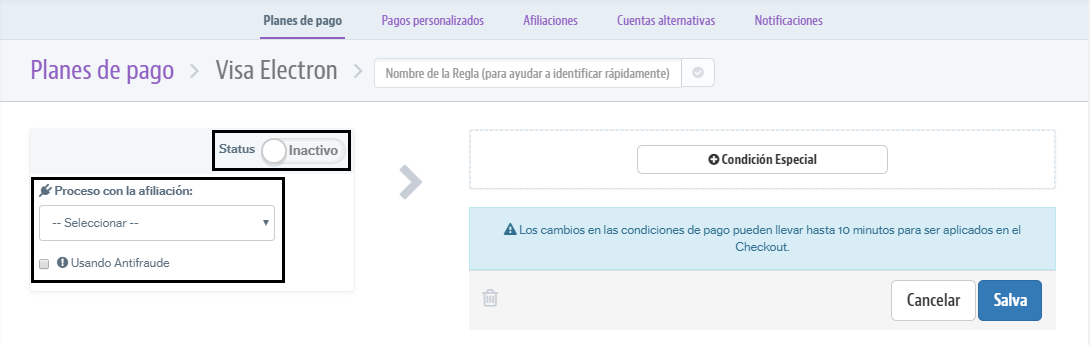 Planes de pago
Pagos personalizados
Afiliaciones
Cuentas alternativas
Notificaciones
Planes de pago > Visa Electron > Nombre de la Regla (para ayudar a identificar rápidamente)
Status Inactivo
Proceso con la afiliación:
-- Seleccionar --
Usando Antifraude
Condición Especial
Los cambios en las condiciones de pago pueden llevar hasta 10 minutos para ser aplicados en el
Checkout.
Cancelar
Salva